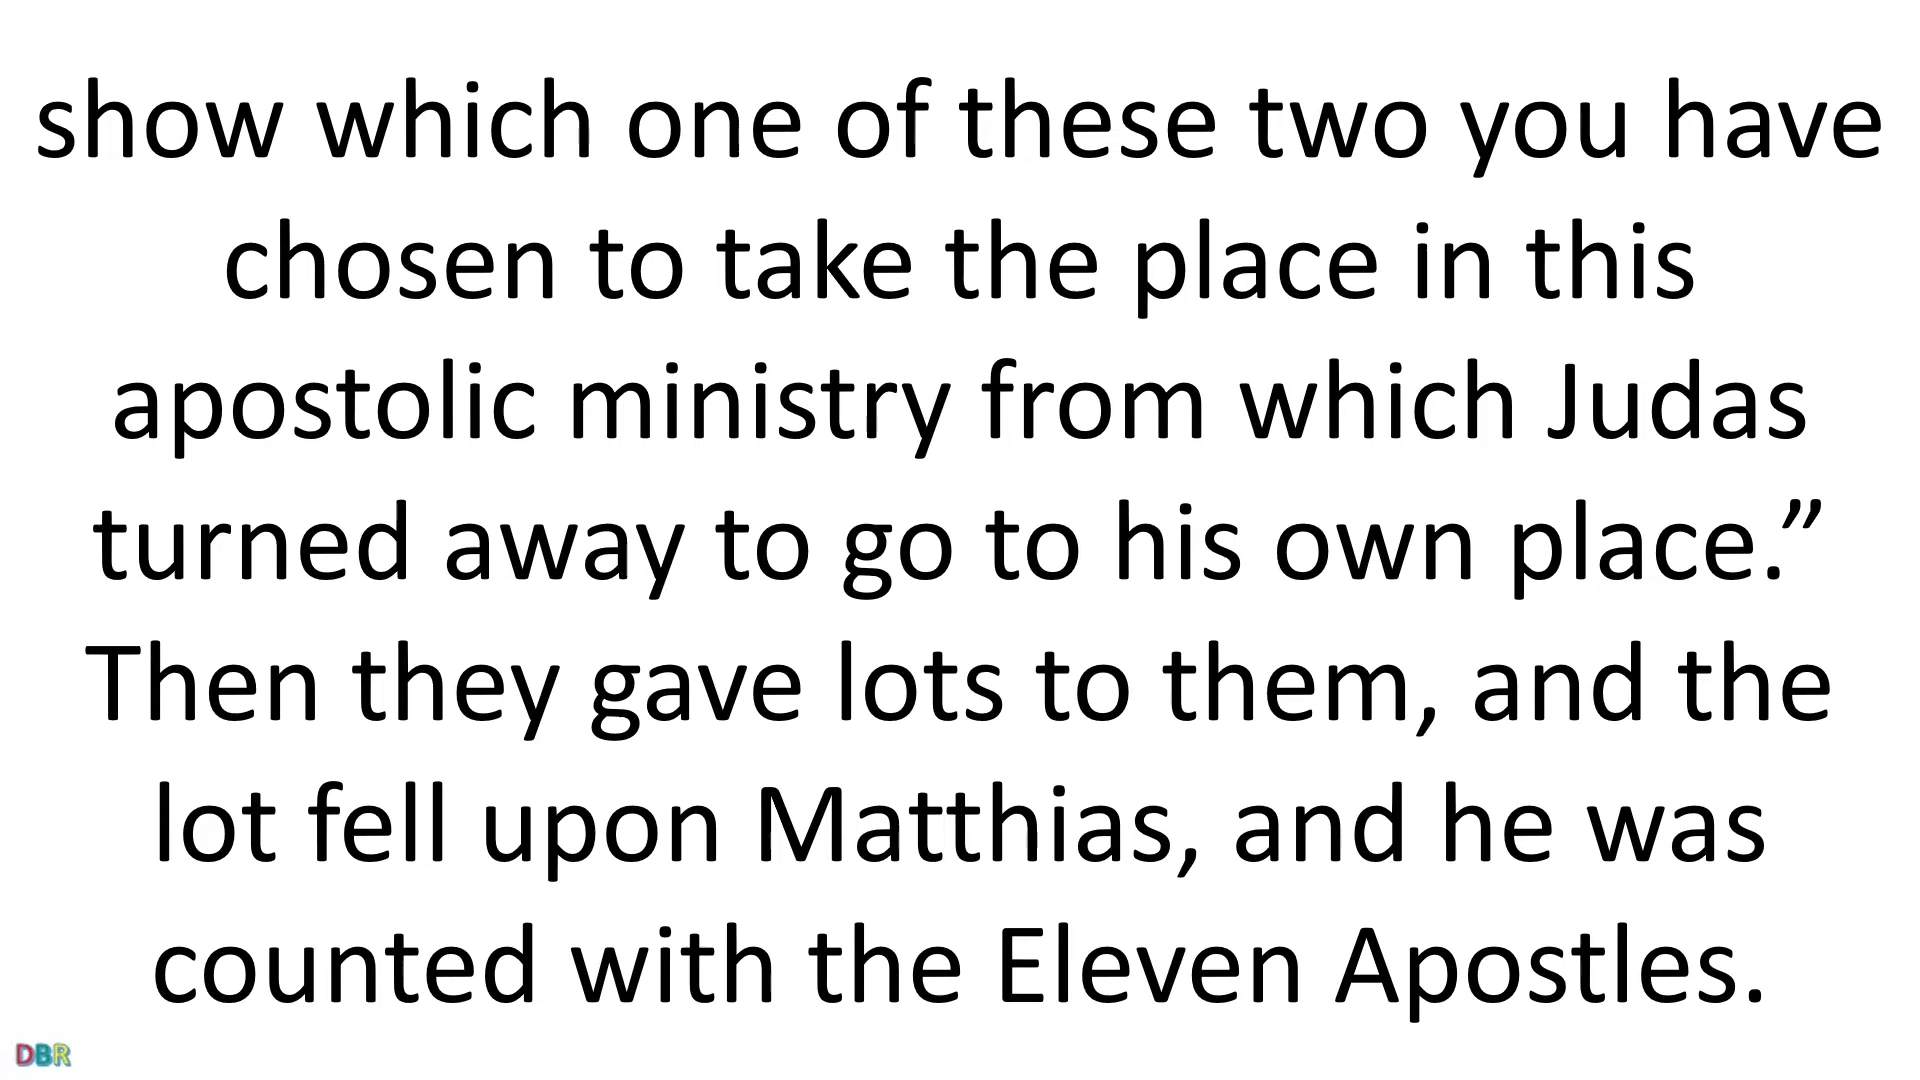 show which one of these two you have
chosen to take the place in this
apostolic ministry from which Judas
turned away to go to his own place.”
Then they gave lots to them, and the
lot fell upon Matthias, and he was
counted with the Eleven Apostles.
DBR